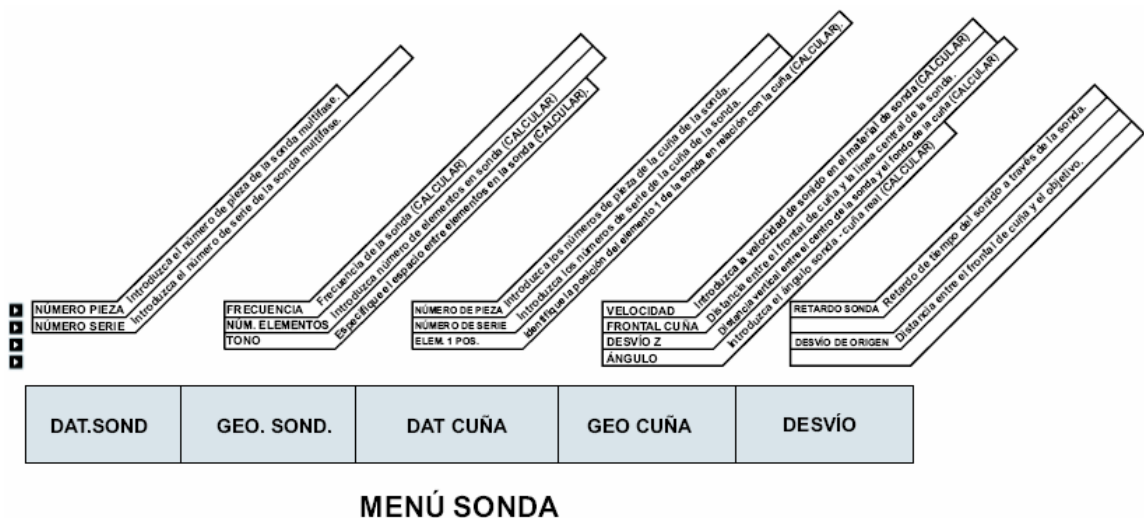 NÚMERO PIEZA Introduzca el número de pieza de la sonda multifase.
NÚMERO SERIE Introduzca el número de serie de la sonda multifase.
FRECUENCIA Frecuencia de la sonda (CALCULAR)
NÚM. ELEMENTOS Introduzca número de elementos en sonda (CALCULAR)
TONO Especifique el espacio entre elementos en la sonda (CALCULAR).
NÚMERO DE PIEZA Introduzca los números de pieza de la cuña de la sonda.
NÚMERO DE SERIE Introduzca los números de serie de la cuña de la sonda.
ELEM. 1 POS. Identifique la posición del elemento 1 de la sonda en relación con la cuña (CALCULAR).
VELOCIDAD Introduzca la velocidad de sonido en el material de sonda (CALCULAR)
FRONTAL CUÑA Distancia entre el frontal de cuña y la línea central de la sonda.
DESVÍO Z Distancia vertical entre el centro de la sonda y el fondo de la cuña (CALCULAR)
ÁNGULO Introduzca el ángulo sonda - cuña real (CALCULAR)
RETARDO SONDA Retardo de tiempo del sonido a través de la sonda.
DESVÍO DE ORIGEN Distancia entre el frontal de cuña y el objetivo.
DAT.SOND
GEO. SOND.
DAT CUÑA
GEO CUÑA
DESVÍO
MENÚ SONDA